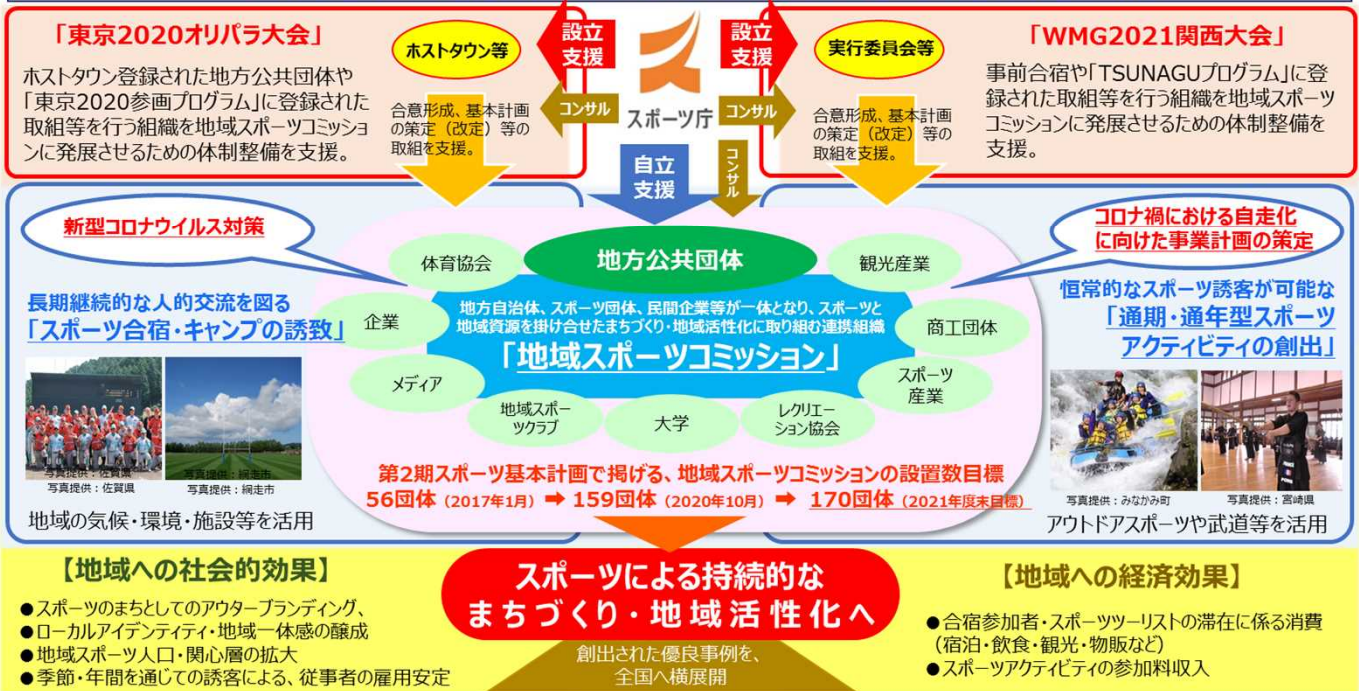 「東京2020オリパラ大会」
ホストタウン登録された地方公共団体や
「東京2020参画プログラム」に登録された
取組等を行う組織を地域スポーツコミッショ
ンに発展させるための体制整備を支援。
ホストタウン等
合意形成、基本計画
の策定（改定）等の
取組を支援。
設立
支援
コンサル
スポーツ庁
設立
支援
コンサル
自立
支援
コンサル
実行委員会等
合意形成、基本計画
の策定（改定）等の
取組を支援。
「WMG2021関西大会」
事前合宿や「TSUNAGUプログラム」に登
録された取組等を行う組織を地域スポーツ
コミッションに発展させるための体制整備を
支援。
新型コロナウイルス対策
長期継続的な人的交流を図る
「スポーツ合宿・キャンプの誘致」
写真提供：佐賀県
写真提供：網走市
写真提供：佐賀県
写真提供：網走市
地域の気候・環境・施設等を活用
地方公共団体
体育協会
観光産業
企業
商工団体
メディア
スポーツ
産業
地域スポー
ツクラブ
大学
レクリエー
ション協会
地方自治体、スポーツ団体、民間企業等が一体となり、スポーツと
地域資源を掛け合せたまちづくり・地域活性化に取り組む連携組織
「地域スポーツコミッション」
第2期スポーツ基本計画で掲げる、地域スポーツコミッションの設置数目標
56団体（2017年1月）➡ 159団体（2020年10月）➡ 170団体（2021年度末目標）
コロナ禍における自走化
に向けた事業計画の策定
恒常的なスポーツ誘客が可能な
「通期・通年型スポーツ
アクティビティの創出」
写真提供：みなかみ町
写真提供：宮崎県
アウトドアスポーツや武道等を活用
【地域への社会的効果】
●スポーツのまちとしてのアウターブランディング、
●ローカルアイデンティティ・地域一体感の醸成
●地域スポーツ人口・関心層の拡大
●季節・年間を通じての誘客による、従事者の雇用安定
スポーツによる持続的な
まちづくり・地域活性化へ
創出された優良事例を、
全国へ横展開
【地域への経済効果】
●合宿参加者・スポーツツーリストの滞在に係る消費
（宿泊・飲食・観光・物販など）
●スポーツアクティビティの参加料収入